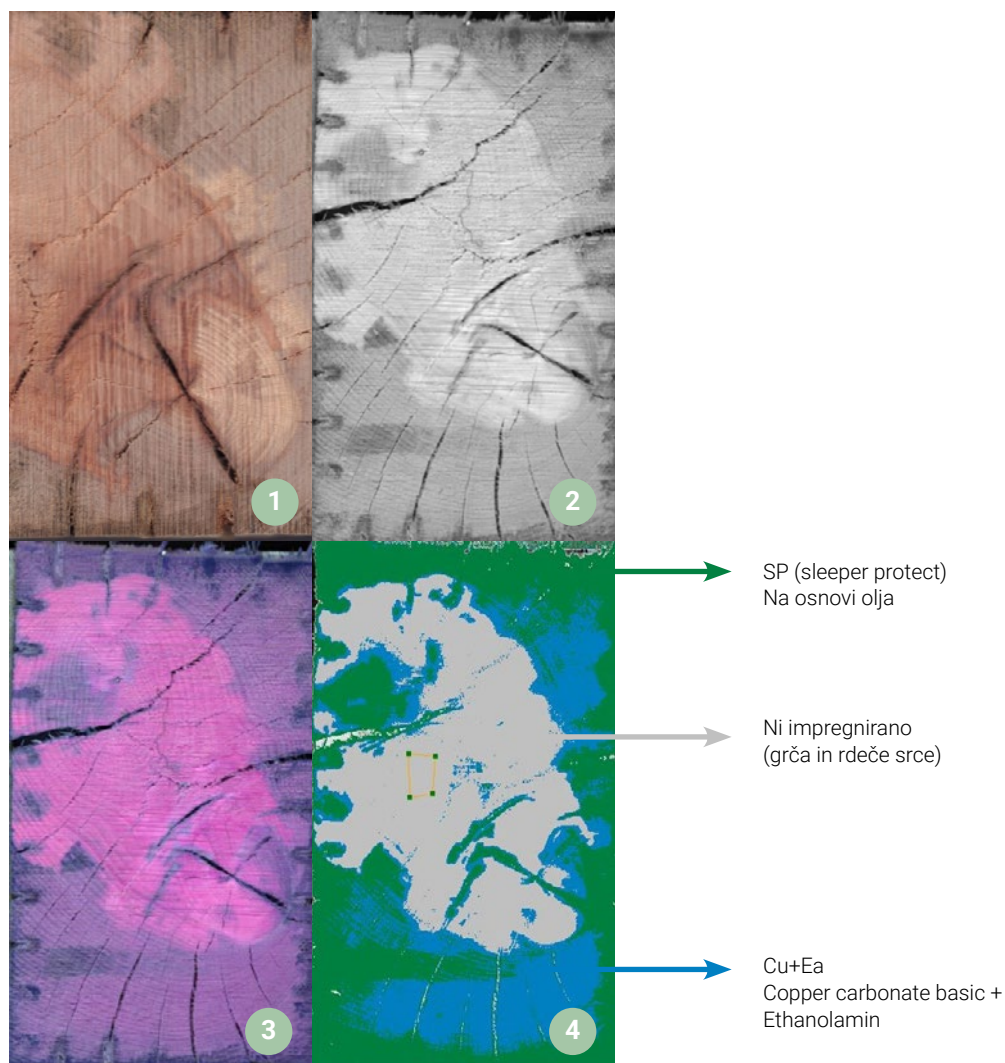 1
2
3
4
SP (sleeper protect)
Na osnovi olja
Ni impregnirano
(grča in rdeče srce)
Cu+Ea
Copper carbonate basic +
Ethanolamin